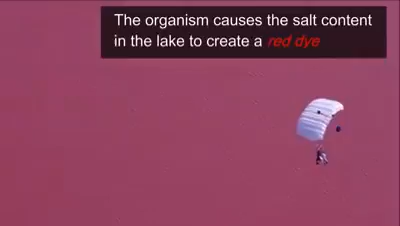 The organism causes the salt content
in the lake to create a red dye